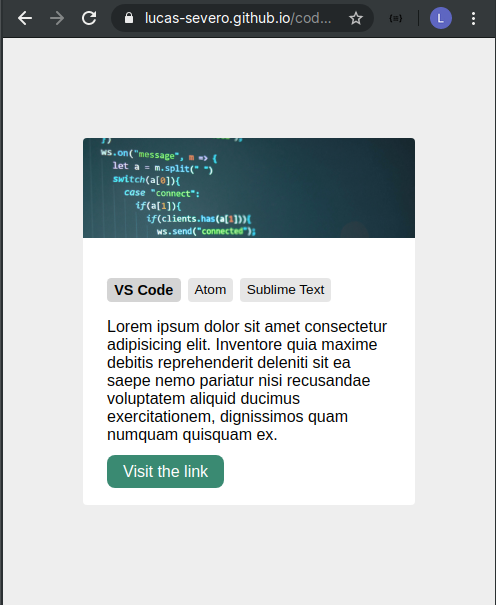 lucas-severo.github.io/cod...
{=}
L
ws.on("message", m => {
let a = m.split(" ")
switch(a[0]){
case "connect":
if(a[1]){
if(clients.has(a[1])){
ws.send("connected");
VS Code Atom Sublime Text
Lorem ipsum dolor sit amet consectetur
adipisicing elit. Inventore quia maxime
debitis reprehenderit deleniti sit ea
saepe nemo pariatur nisi recusandae
voluptatem aliquid ducimus
exercitationem, dignissimos quam
numquam quisquam ex.
Visit the link